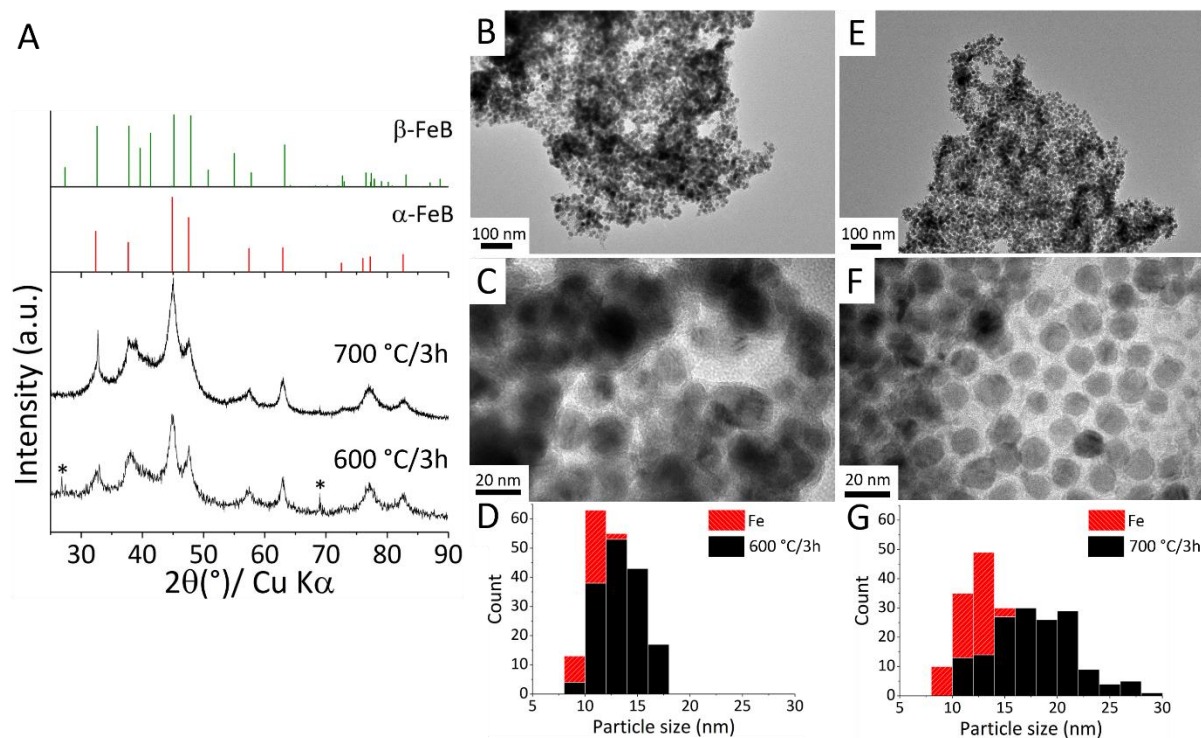 A
β-FeB
α-FeB
700 °C/3h
*
600 °C/3h
*
Intensity (a.u.)
30 40 50 60 70 80 90
2θ(°)/ Cu Kα
B
100 nm
C
20 nm
D
Fe
600 °C/3h
60
50
40
30
20
10
0
Count
5 10 15 20 25 30
Particle size (nm)
E
100 nm
F
20 nm
G
Fe
700 °C/3h
60
50
40
30
20
10
0
Count
5 10 15 20 25 30
Particle size (nm)